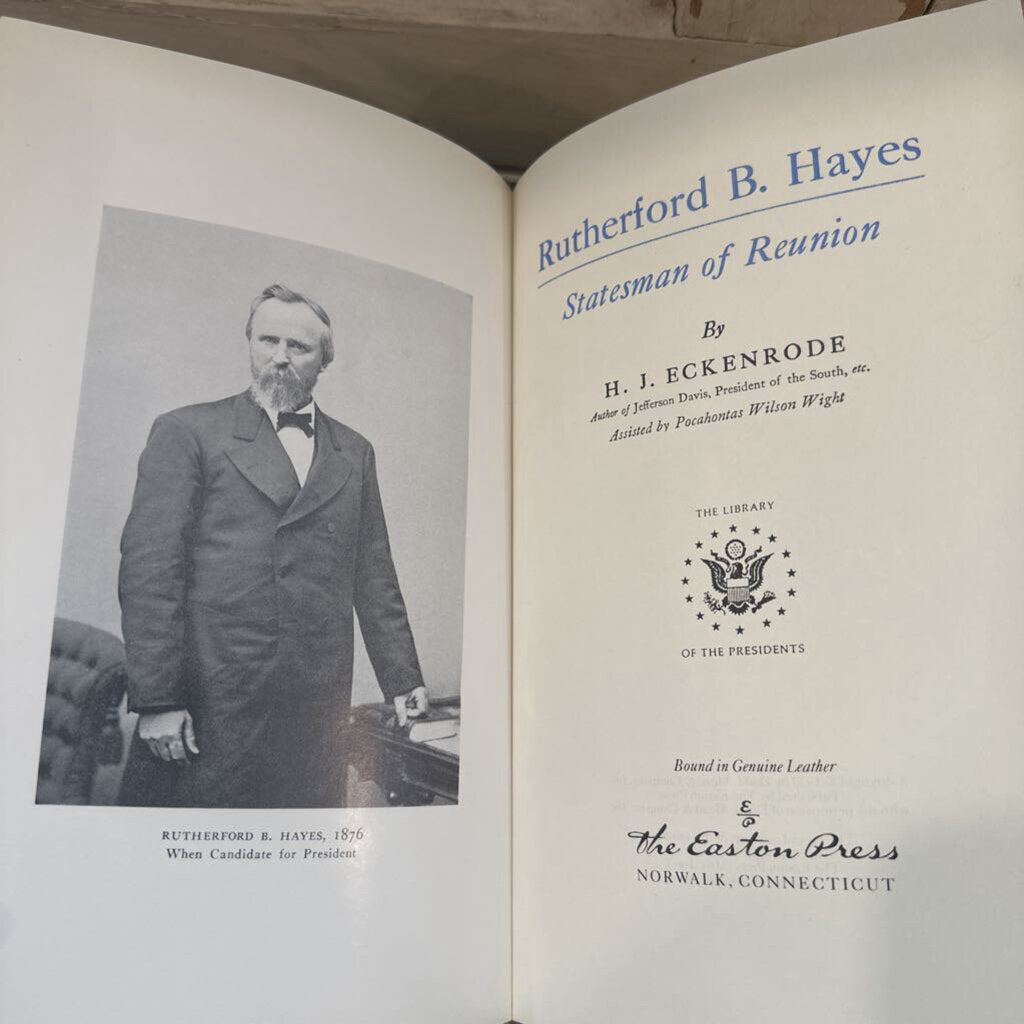 RUTHERFORD B. HAYES, 1876
When Candidate for President
Rutherford B. Hayes
Statesman of Reunion
By
H. J. ECKENRODE
Author of Jefferson Davis, President of the South, etc.
Assisted by Pocahontas Wilson Wight
THE LIBRARY
OF THE PRESIDENTS
Bound in Genuine Leather
E
P
The Easton Press
NORWALK, CONNECTICUT